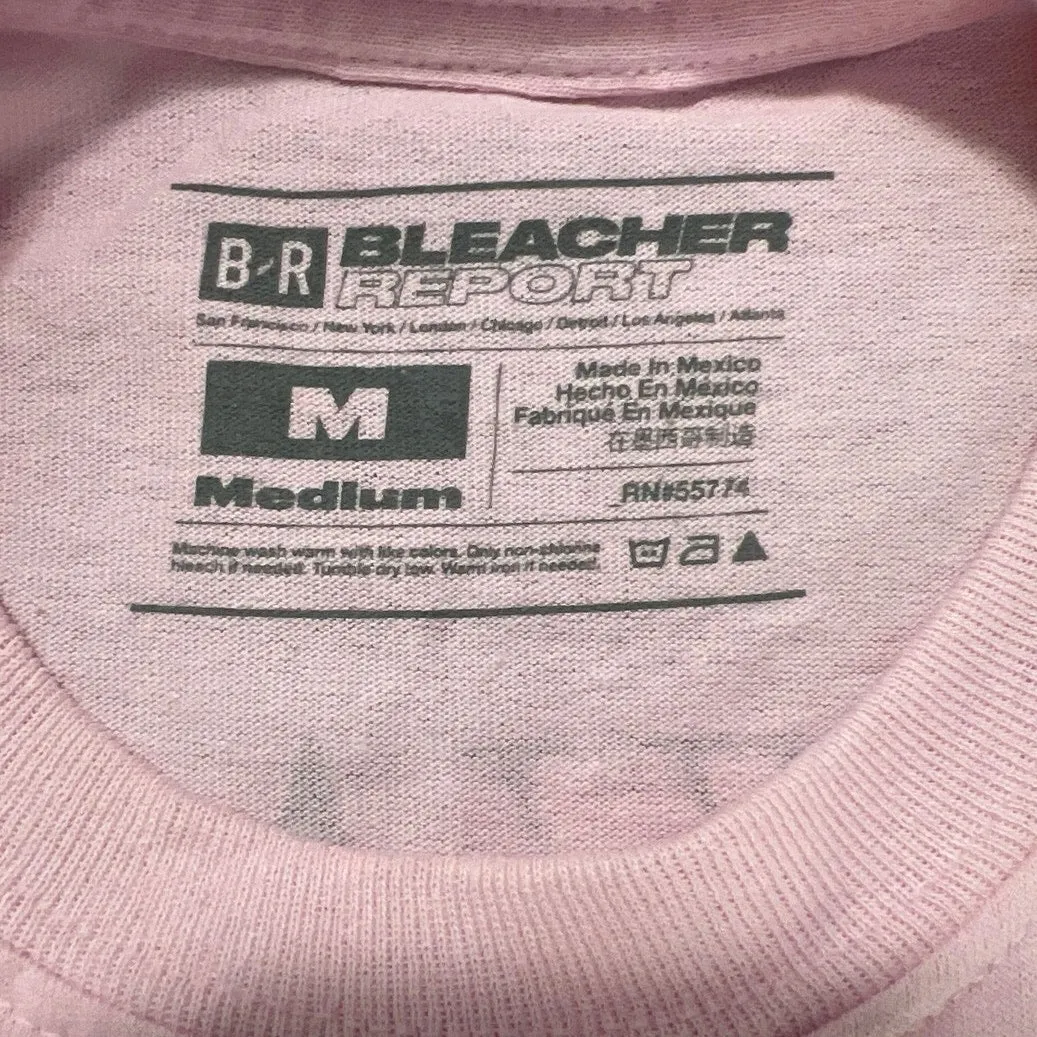 B/R BLEACHER
REPORT
San Francisco / New York / London / Chicago / Detroit / Los Angeles / Atlanta
M
Medium
Made In Mexico
Hecho En México
Fabriqué En Mexique
在墨西哥制造
RN#55774
Machine wash warm with like colors. Only non-chlorine
bleach if needed. Tumble dry low. Warm iron if needed.